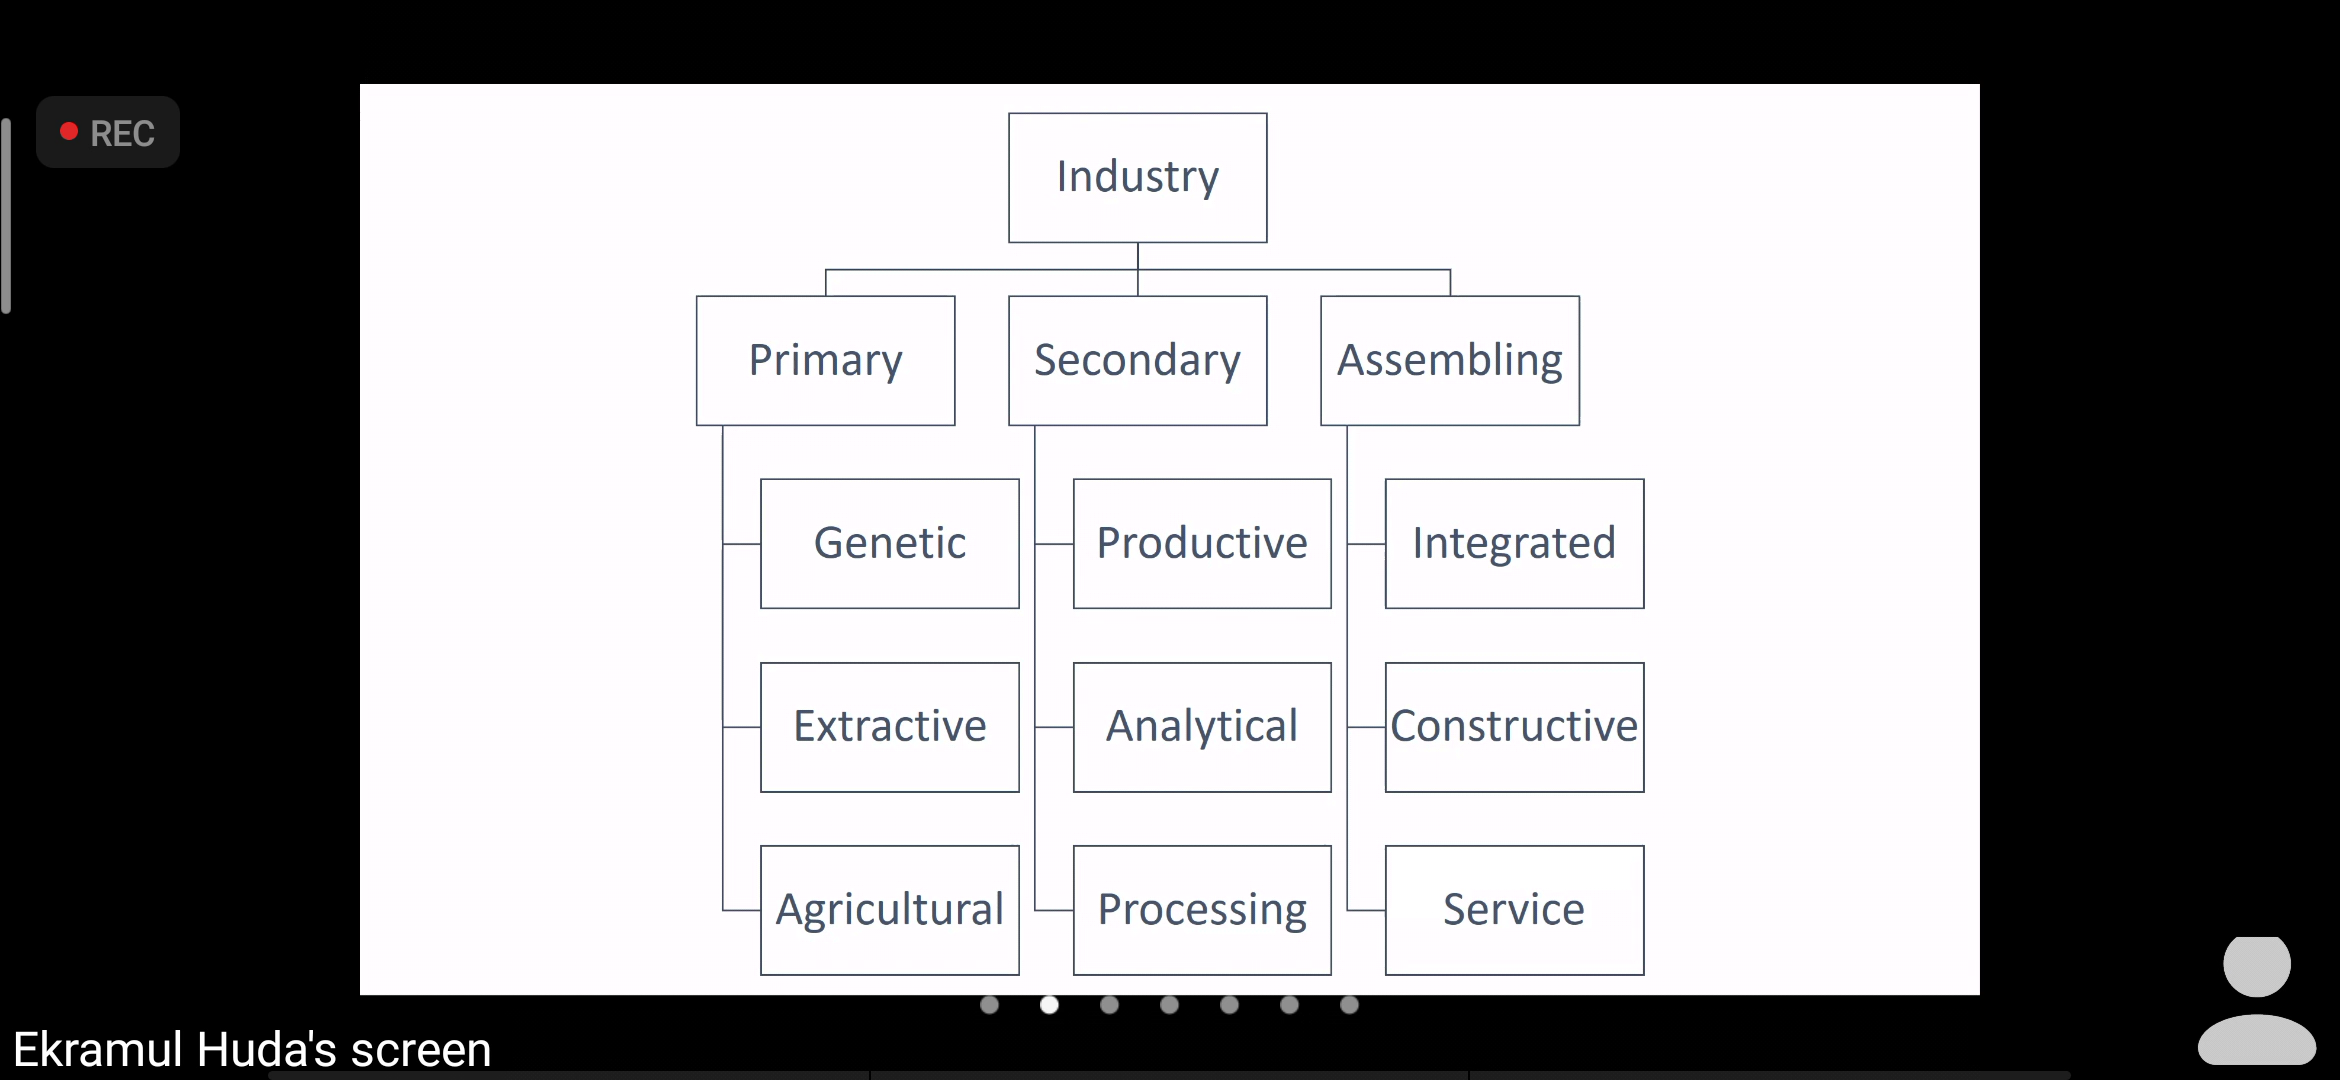 REC
Industry
Primary
Secondary
Assembling
Genetic
Productive
Integrated
Extractive
Analytical
Constructive
Agricultural
Processing
Service
Ekramul Huda's screen